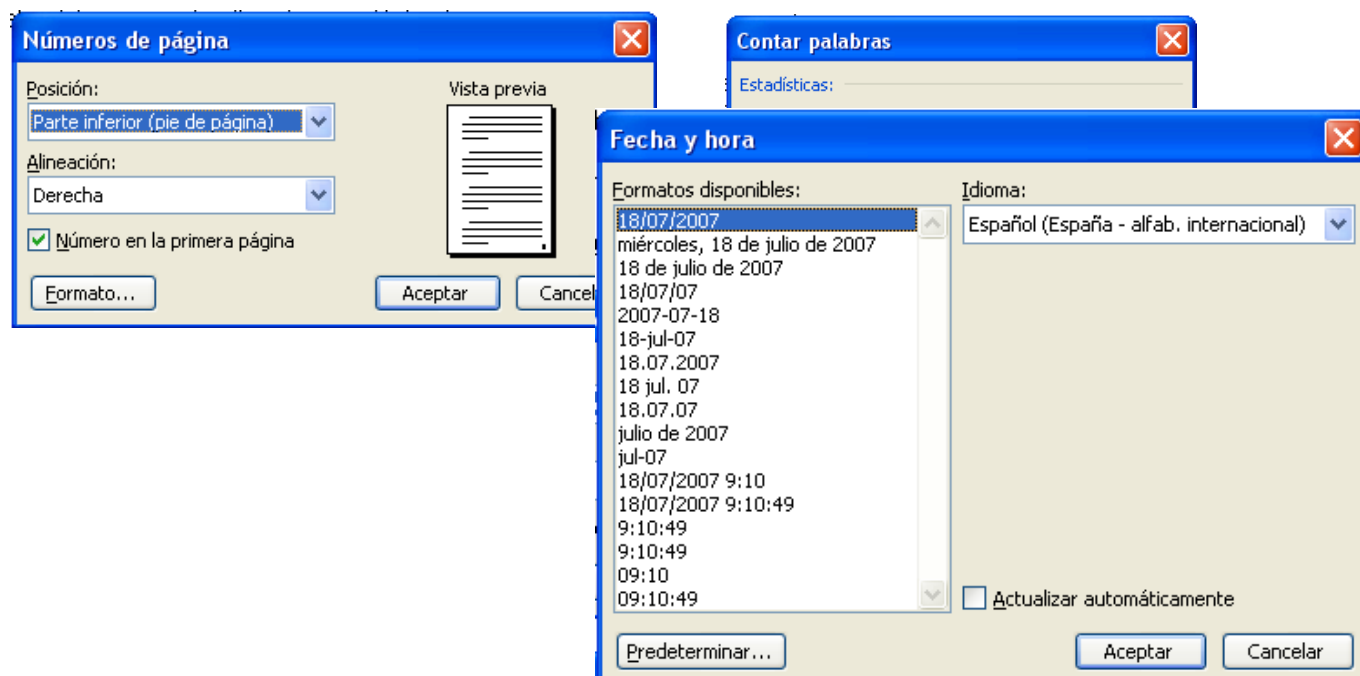 Números de página
Posición:
Vista previa
Parte inferior (pie de página)
Alineación:
Derecha
Número en la primera página
Formato...
Aceptar
Contar palabras
Estadísticas:
Fecha y hora
Formatos disponibles:
Idioma:
18/07/2007
Español (España - alfab. internacional)
miércoles, 18 de julio de 2007
18 de julio de 2007
18/07/07
2007-07-18
18-jul-07
18.07.2007
18 jul. 07
18.07.07
julio de 2007
jul-07
18/07/2007 9:10
18/07/2007 9:10:49
9:10:49
9:10:49
09:10
09:10:49
Actualizar automáticamente
Predeterminar...
Aceptar
Cancelar